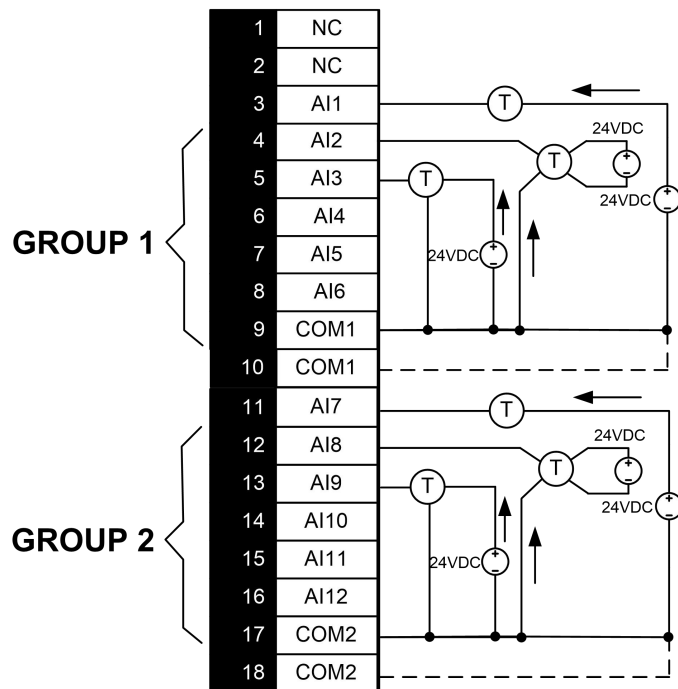 1 NC
2 NC
3 AI1 T
4 AI2 T 24VDC + -
5 AI3 T
6 AI4 24VDC + -
GROUP 1
7 AI5 24VDC + -
8 AI6
9 COM1
10 COM1
11 AI7 T
12 AI8 T 24VDC + -
13 AI9 T
14 AI10 24VDC + -
GROUP 2
15 AI11 24VDC + -
16 AI12
17 COM2
18 COM2